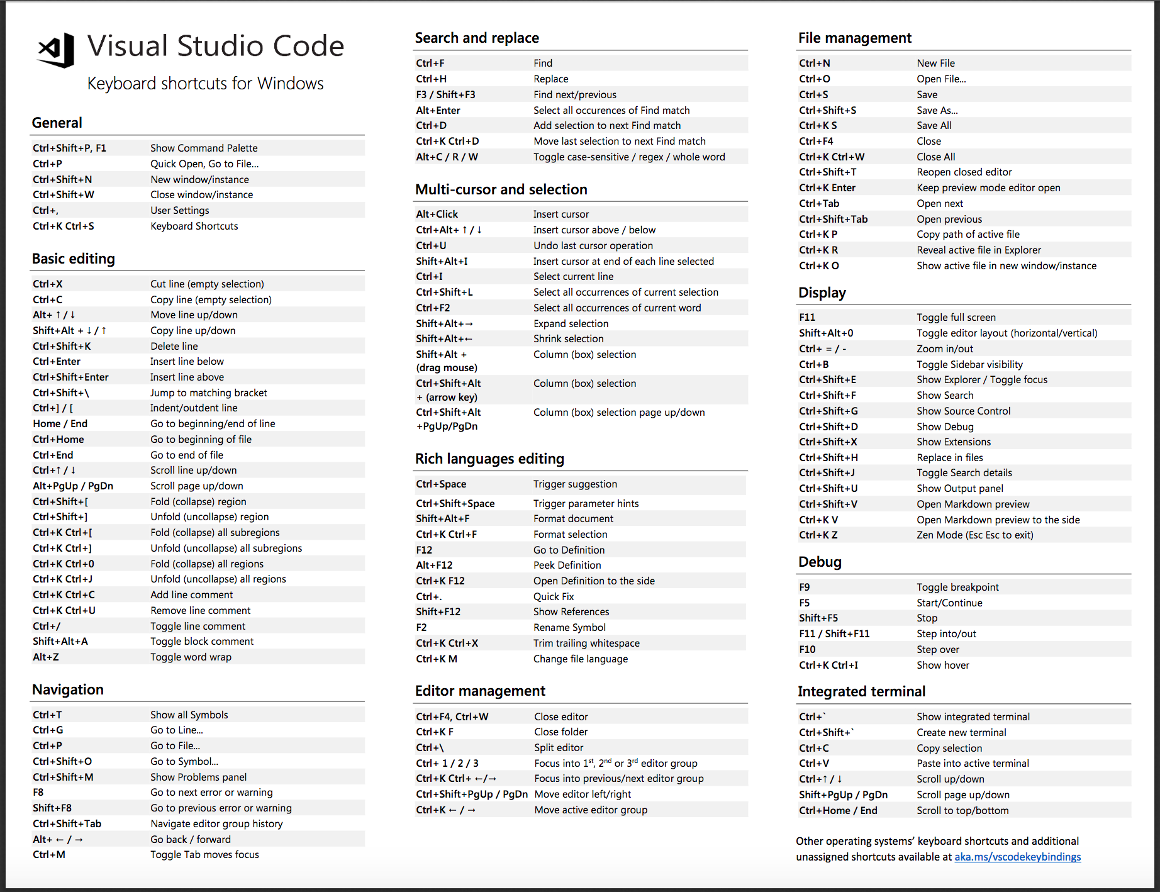 Visual Studio Code
Keyboard shortcuts for Windows
General
Ctrl+Shift+P, F1 Show Command Palette
Ctrl+P Quick Open, Go to File...
Ctrl+Shift+N New window/instance
Ctrl+Shift+W Close window/instance
Ctrl+, User Settings
Ctrl+K Ctrl+S Keyboard Shortcuts
Basic editing
Ctrl+X Cut line (empty selection)
Ctrl+C Copy line (empty selection)
Alt+ ↑ / ↓ Move line up/down
Shift+Alt + ↓ / ↑ Copy line up/down
Ctrl+Shift+K Delete line
Ctrl+Enter Insert line below
Ctrl+Shift+Enter Insert line above
Ctrl+Shift+\ Jump to matching bracket
Ctrl+] / [ Indent/outdent line
Home / End Go to beginning/end of line
Ctrl+Home Go to beginning of file
Ctrl+End Go to end of file
Ctrl+↑ / ↓ Scroll line up/down
Alt+PgUp / PgDn Scroll page up/down
Ctrl+Shift+[ Fold (collapse) region
Ctrl+Shift+] Unfold (uncollapse) region
Ctrl+K Ctrl+[ Fold (collapse) all subregions
Ctrl+K Ctrl+] Unfold (uncollapse) all subregions
Ctrl+K Ctrl+0 Fold (collapse) all regions
Ctrl+K Ctrl+J Unfold (uncollapse) all regions
Ctrl+K Ctrl+C Add line comment
Ctrl+K Ctrl+U Remove line comment
Ctrl+/ Toggle line comment
Shift+Alt+A Toggle block comment
Alt+Z Toggle word wrap
Navigation
Ctrl+T Show all Symbols
Ctrl+G Go to Line...
Ctrl+P Go to File...
Ctrl+Shift+O Go to Symbol...
Ctrl+Shift+M Show Problems panel
F8 Go to next error or warning
Shift+F8 Go to previous error or warning
Ctrl+Shift+Tab Navigate editor group history
Alt+ ← / → Go back / forward
Ctrl+M Toggle Tab moves focus
Search and replace
Ctrl+F Find
Ctrl+H Replace
F3 / Shift+F3 Find next/previous
Alt+Enter Select all occurences of Find match
Ctrl+D Add selection to next Find match
Ctrl+K Ctrl+D Move last selection to next Find match
Alt+C / R / W Toggle case-sensitive / regex / whole word
Multi-cursor and selection
Alt+Click Insert cursor
Ctrl+Alt+ ↑ / ↓ Insert cursor above / below
Ctrl+U Undo last cursor operation
Shift+Alt+I Insert cursor at end of each line selected
Ctrl+I Select current line
Ctrl+Shift+L Select all occurrences of current selection
Ctrl+F2 Select all occurrences of current word
Shift+Alt+→ Expand selection
Shift+Alt+← Shrink selection
Shift+Alt + Column (box) selection
(drag mouse)
Ctrl+Shift+Alt Column (box) selection
+ (arrow key)
Ctrl+Shift+Alt Column (box) selection page up/down
+PgUp/PgDn
Rich languages editing
Ctrl+Space Trigger suggestion
Ctrl+Shift+Space Trigger parameter hints
Shift+Alt+F Format document
Ctrl+K Ctrl+F Format selection
F12 Go to Definition
Alt+F12 Peek Definition
Ctrl+K F12 Open Definition to the side
Ctrl+. Quick Fix
Shift+F12 Show References
F2 Rename Symbol
Ctrl+K Ctrl+X Trim trailing whitespace
Ctrl+K M Change file language
Editor management
Ctrl+F4, Ctrl+W Close editor
Ctrl+K F Close folder
Ctrl+\ Split editor
Ctrl+ 1 / 2 / 3 Focus into 1st, 2nd or 3rd editor group
Ctrl+K Ctrl+ ←/→ Focus into previous/next editor group
Ctrl+Shift+PgUp / PgDn Move editor left/right
Ctrl+K ← / → Move active editor group
File management
Ctrl+N New File
Ctrl+O Open File...
Ctrl+S Save
Ctrl+Shift+S Save As...
Ctrl+K S Save All
Ctrl+F4 Close
Ctrl+K Ctrl+W Close All
Ctrl+Shift+T Reopen closed editor
Ctrl+K Enter Keep preview mode editor open
Ctrl+Tab Open next
Ctrl+Shift+Tab Open previous
Ctrl+K P Copy path of active file
Ctrl+K R Reveal active file in Explorer
Ctrl+K O Show active file in new window/instance
Display
F11 Toggle full screen
Shift+Alt+0 Toggle editor layout (horizontal/vertical)
Ctrl+ = / - Zoom in/out
Ctrl+B Toggle Sidebar visibility
Ctrl+Shift+E Show Explorer / Toggle focus
Ctrl+Shift+F Show Search
Ctrl+Shift+G Show Source Control
Ctrl+Shift+D Show Debug
Ctrl+Shift+X Show Extensions
Ctrl+Shift+H Replace in files
Ctrl+Shift+J Toggle Search details
Ctrl+Shift+U Show Output panel
Ctrl+Shift+V Open Markdown preview
Ctrl+K V Open Markdown preview to the side
Ctrl+K Z Zen Mode (Esc Esc to exit)
Debug
F9 Toggle breakpoint
F5 Start/Continue
Shift+F5 Stop
F11 / Shift+F11 Step into/out
F10 Step over
Ctrl+K Ctrl+I Show hover
Integrated terminal
Ctrl+` Show integrated terminal
Ctrl+Shift+` Create new terminal
Ctrl+C Copy selection
Ctrl+V Paste into active terminal
Ctrl+↑ / ↓ Scroll up/down
Shift+PgUp / PgDn Scroll page up/down
Ctrl+Home / End Scroll to top/bottom
Other operating systems' keyboard shortcuts and additional
unassigned shortcuts available at aka.ms/vscodekeybindings